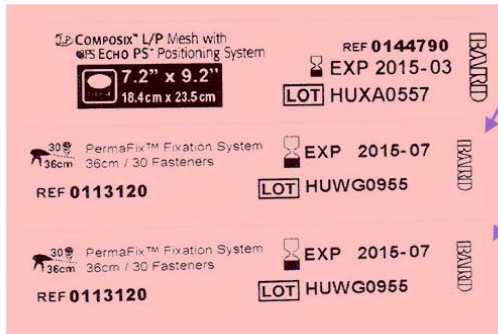 COMPOSIX™ L/P Mesh with
ECHO PS™ Positioning System
7.2" x 9.2"
18.4cm x 23.5cm
REF 0144790
EXP 2015-03
LOT HUXA0557
BARD
30
36cm
PermaFix™ Fixation System
36cm / 30 Fasteners
REF 0113120
EXP 2015-07
LOT HUWG0955
BARD
30
36cm
PermaFix™ Fixation System
36cm / 30 Fasteners
REF 0113120
EXP 2015-07
LOT HUWG0955
BARD